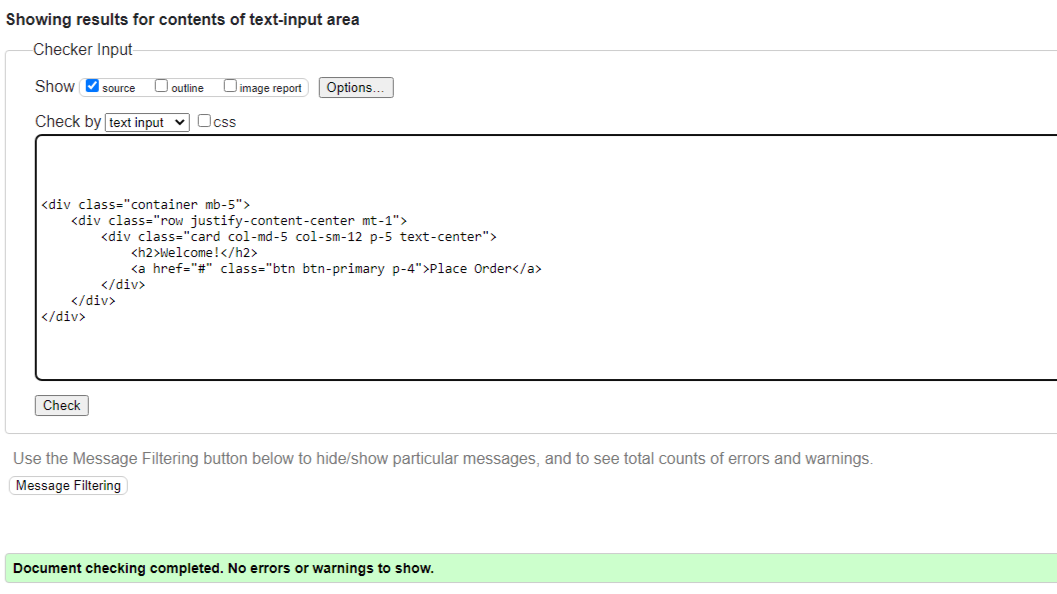 Showing results for contents of text-input area
Checker Input
Show source outline image report Options...
Check by text input css
<div class="container mb-5">
    <div class="row justify-content-center mt-1">
        <div class="card col-md-5 col-sm-12 p-5 text-center">
            <h2>Welcome!</h2>
            <a href="#" class="btn btn-primary p-4">Place Order</a>
        </div>
    </div>
</div>
Check
Use the Message Filtering button below to hide/show particular messages, and to see total counts of errors and warnings.
Message Filtering
Document checking completed. No errors or warnings to show.